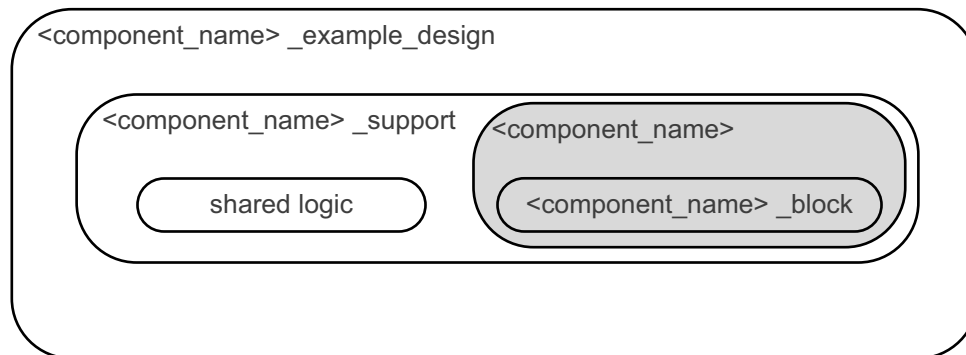 <component_name> _example_design
<component_name> _support
<component_name>
shared logic
<component_name> _block